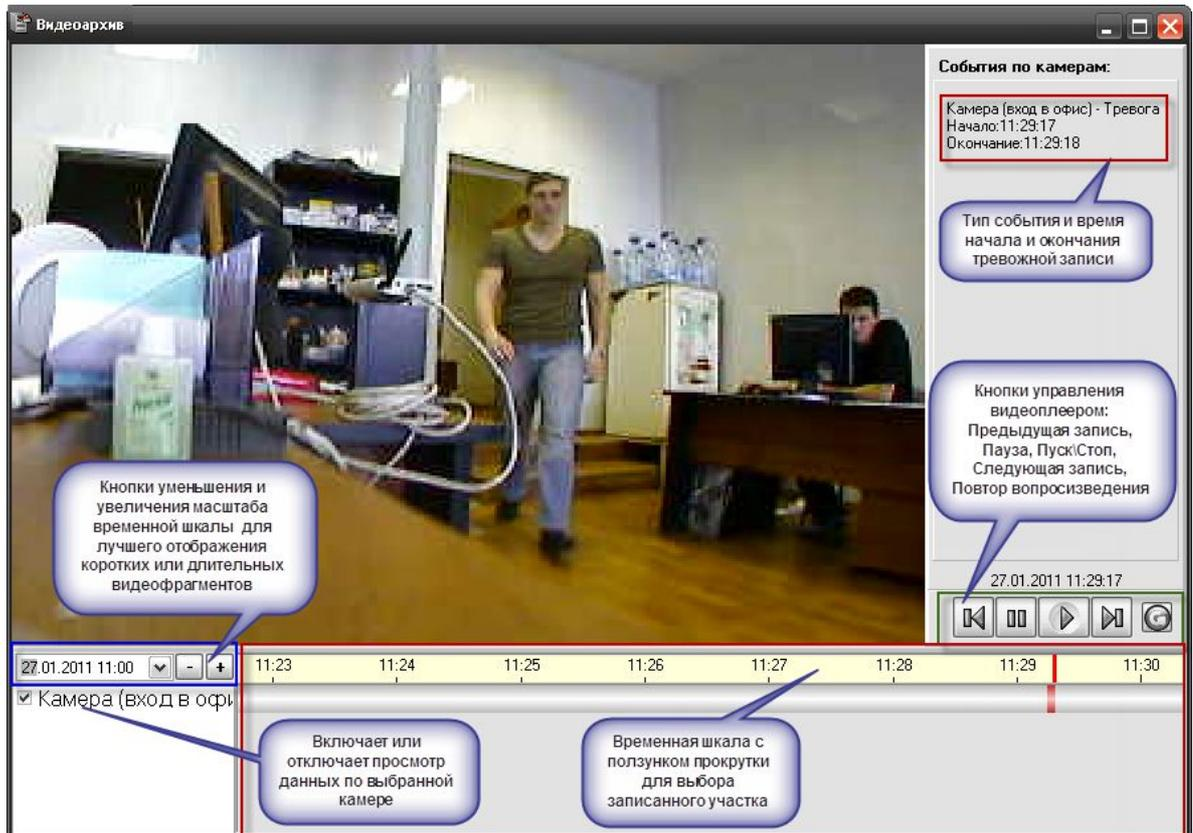 Видеоархив
События по камерам:
Камера (вход в офис) - Тревога
Начало:11:29:17
Окончание:11:29:18
Тип события и время
начала и окончания
тревожной записи
Кнопки управления
видеоплеером:
Предыдущая запись,
Пауза, Пуск\Стоп,
Следующая запись,
Повтор вопросизведения
Кнопки уменьшения и
увеличения масштаба
временной шкалы для
лучшего отображения
коротких или длительных
видеофрагментов
27.01.2011 11:29:17
27.01.2011 11:00 - +
11:23 11:24 11:25 11:26 11:27 11:28 11:29 11:30
Камера (вход в офи
Включает или
отключает просмотр
данных по выбранной
камере
Временная шкала с
ползунком прокрутки
для выбора
записанного участка